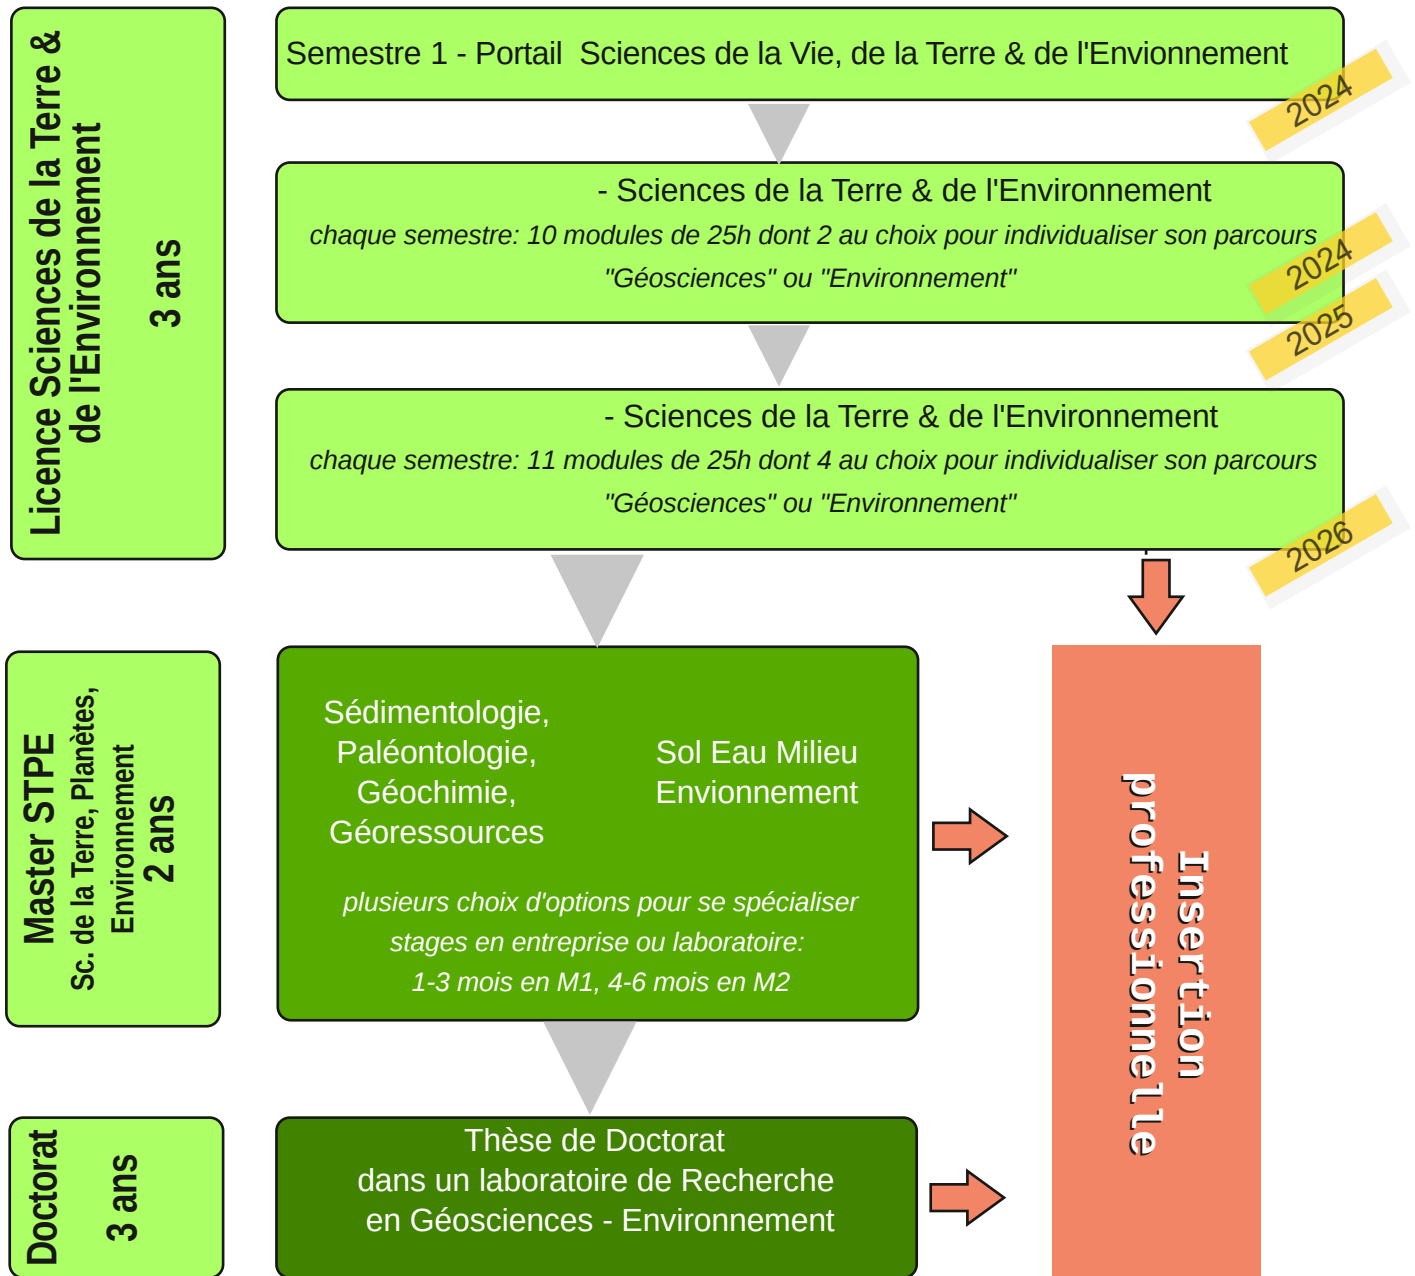 Licence Sciences de la Terre &
de l'Environnement
3 ans
Semestre 1 - Portail  Sciences de la Vie, de la Terre & de l'Envionnement
2024
- Sciences de la Terre & de l'Environnement
chaque semestre: 10 modules de 25h dont 2 au choix pour individualiser son parcours
"Géosciences" ou "Environnement"
2024
2025
- Sciences de la Terre & de l'Environnement
chaque semestre: 11 modules de 25h dont 4 au choix pour individualiser son parcours
"Géosciences" ou "Environnement"
2026
Master STPE
Sc. de la Terre, Planètes,
Environnement
2 ans
Sédimentologie,
Paléontologie,
Géochimie,
Géoressources
Sol Eau Milieu
Envionnement
plusieurs choix d'options pour se spécialiser
stages en entreprise ou laboratoire:
1-3 mois en M1, 4-6 mois en M2
Insertion
professionnelle
Doctorat
3 ans
Thèse de Doctorat
dans un laboratoire de Recherche
en Géosciences - Environnement